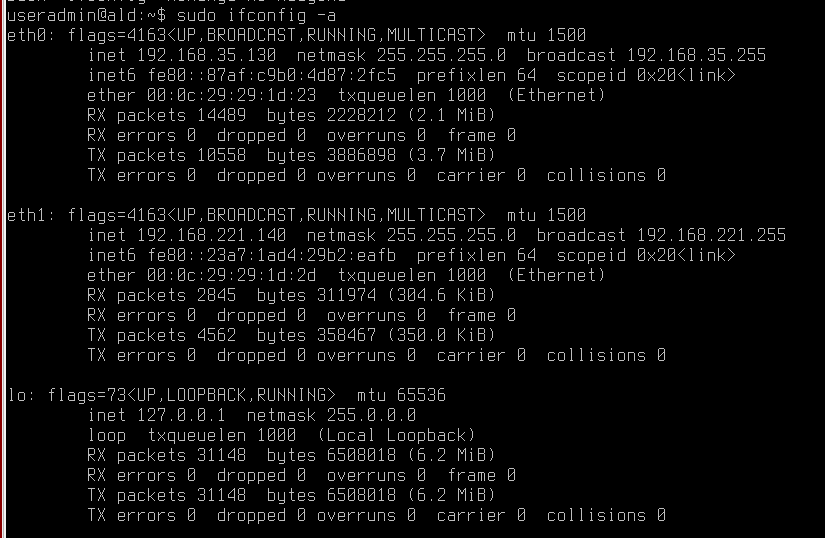 useradmin@ald:~$ sudo ifconfig -a
eth0: flags=4163<UP,BROADCAST,RUNNING,MULTICAST>  mtu 1500
        inet 192.168.35.130  netmask 255.255.255.0  broadcast 192.168.35.255
        inet6 fe80::87af:c9b0:4d87:2fc5  prefixlen 64  scopeid 0x20<link>
        ether 00:0c:29:29:1d:23  txqueuelen 1000  (Ethernet)
        RX packets 14489  bytes 2228212 (2.1 MiB)
        RX errors 0  dropped 0  overruns 0  frame 0
        TX packets 10558  bytes 3886898 (3.7 MiB)
        TX errors 0  dropped 0 overruns 0  carrier 0  collisions 0

eth1: flags=4163<UP,BROADCAST,RUNNING,MULTICAST>  mtu 1500
        inet 192.168.221.140  netmask 255.255.255.0  broadcast 192.168.221.255
        inet6 fe80::23a7:1ad4:29b2:eafb  prefixlen 64  scopeid 0x20<link>
        ether 00:0c:29:29:1d:2d  txqueuelen 1000  (Ethernet)
        RX packets 2845  bytes 311974 (304.6 KiB)
        RX errors 0  dropped 0  overruns 0  frame 0
        TX packets 4562  bytes 358467 (350.0 KiB)
        TX errors 0  dropped 0 overruns 0  carrier 0  collisions 0

lo: flags=73<UP,LOOPBACK,RUNNING>  mtu 65536
        inet 127.0.0.1  netmask 255.0.0.0
        loop  txqueuelen 1000  (Local Loopback)
        RX packets 31148  bytes 6508018 (6.2 MiB)
        RX errors 0  dropped 0  overruns 0  frame 0
        TX packets 31148  bytes 6508018 (6.2 MiB)
        TX errors 0  dropped 0 overruns 0  carrier 0  collisions 0